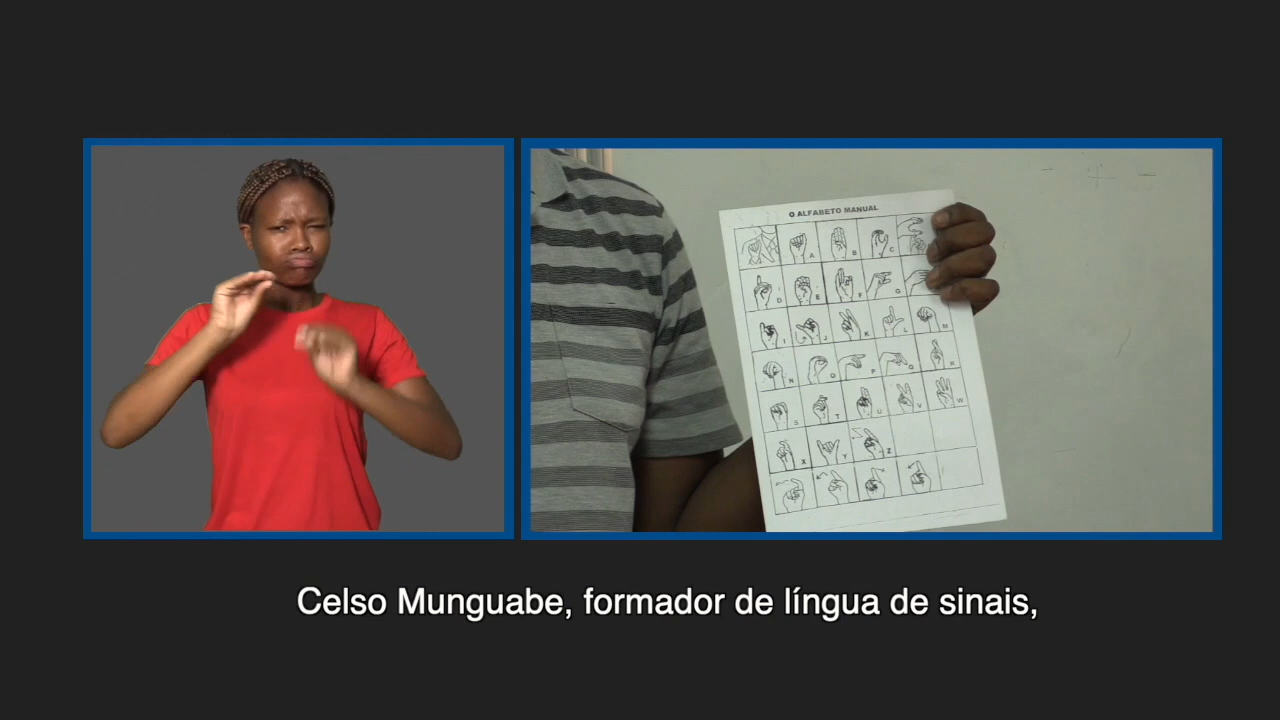 O ALFABETO MANUAL
A B C
D E F G
I J K L M
N O P Q R
S T U V W
X Y Z
Celso Munguabe, formador de língua de sinais,